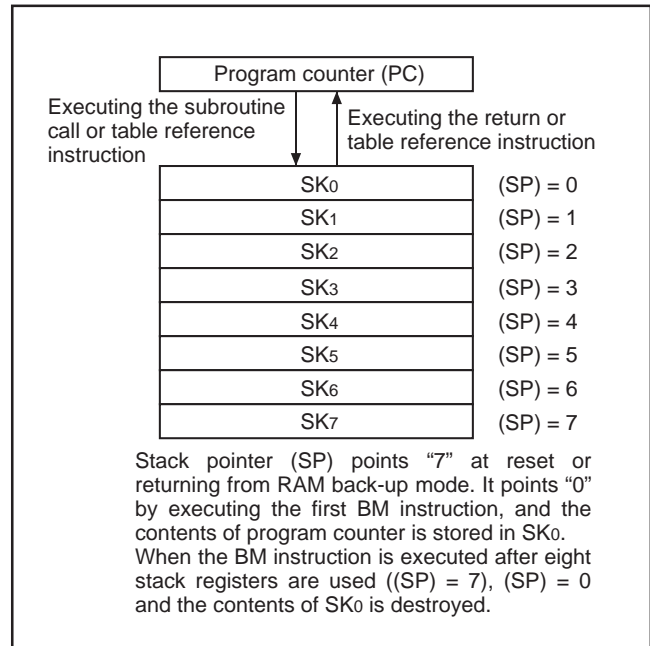 Program counter (PC)
Executing the subroutine
call or table reference
instruction
Executing the return or
table reference instruction
SK0 (SP) = 0
SK1 (SP) = 1
SK2 (SP) = 2
SK3 (SP) = 3
SK4 (SP) = 4
SK5 (SP) = 5
SK6 (SP) = 6
SK7 (SP) = 7
Stack pointer (SP) points “7” at reset or
returning from RAM back-up mode. It points “0”
by executing the first BM instruction, and the
contents of program counter is stored in SK0.
When the BM instruction is executed after eight
stack registers are used ((SP) = 7), (SP) = 0
and the contents of SK0 is destroyed.